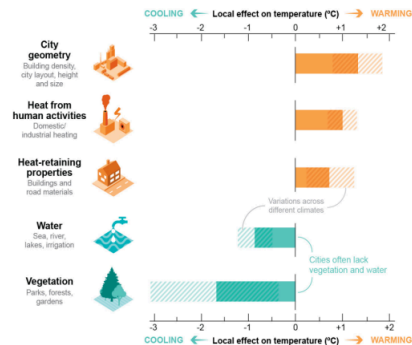 COOLING ← Local effect on temperature (ºC) → WARMING
-3 -2 -1 0 +1 +2
City
geometry
Building density,
city layout, height
and size
Heat from
human activities
Domestic/
industrial heating
Heat-retaining
properties
Buildings and
road materials
Variations across
different climates
Water
Sea, river,
lakes, irrigation
Cities often lack
vegetation and water
Vegetation
Parks, forests,
gardens
-3 -2 -1 0 +1 +2
COOLING ← Local effect on temperature (ºC) → WARMING